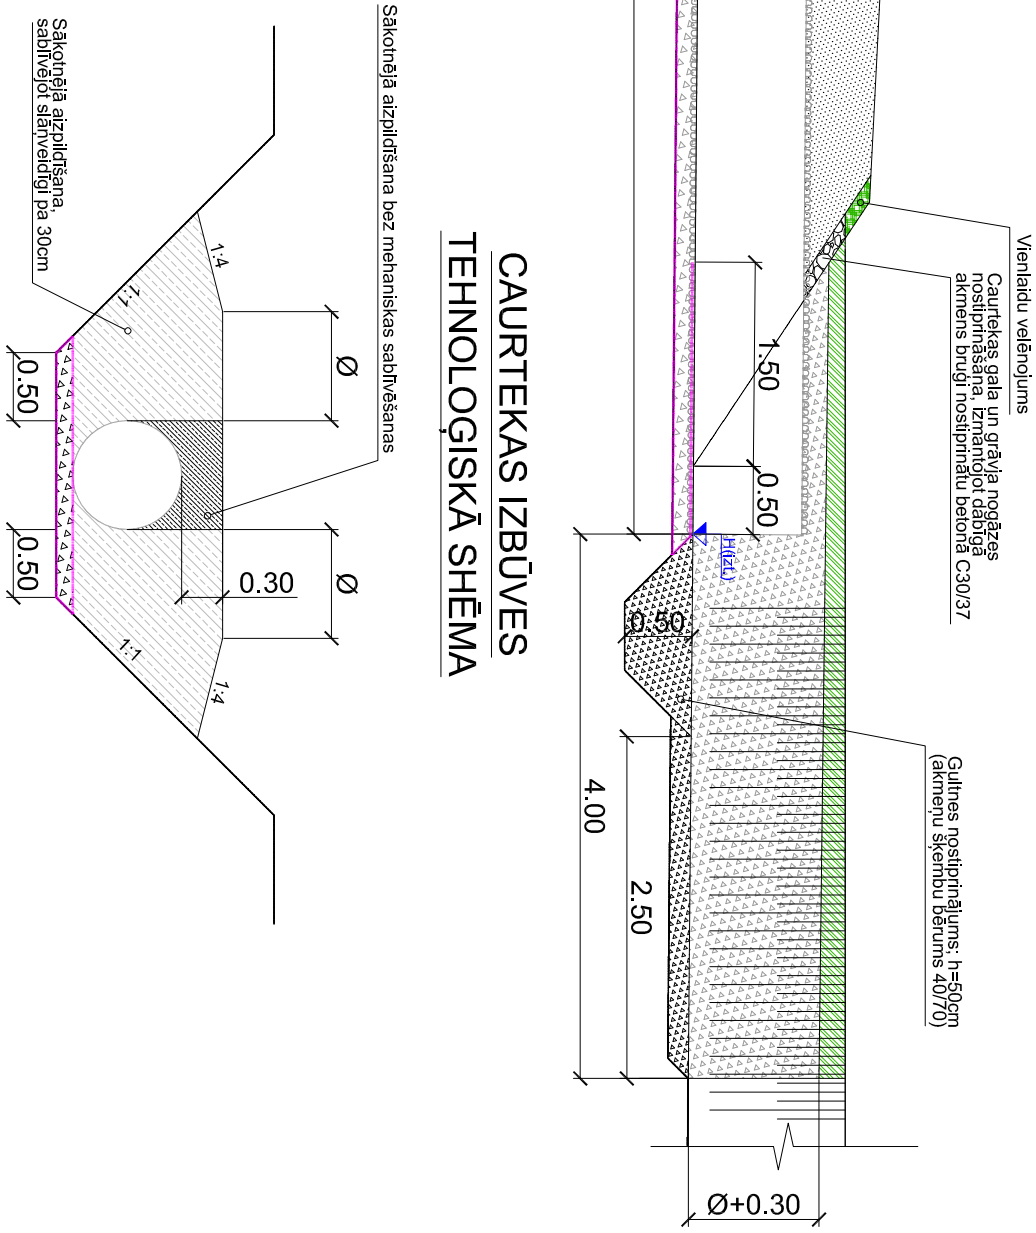 Vienlaidu velēnojums
Caurtekas gala un grāvja nogāzes
nostiprināšana, izmantojot dabīgā
akmens bruģi nostiprinātu betonā C30/37
Gultnes nostiprinājums; h=50cm
(akmeņu šķembu bērums 40/70)
1.50
0.50
H(izt.)
0.50
2.50
4.00
Ø+0.30
CAURTEKAS IZBŪVES
TEHNOLOĢISKĀ SHĒMA
Sākotnējā aizpildīšana bez mehaniskas sablīvēšanas
Sākotnējā aizpildīšana,
sablīvējot slāņveidīgi pa 30cm
1:4
1:1
Ø
Ø
0.30
0.50
0.50
1:1
1:4